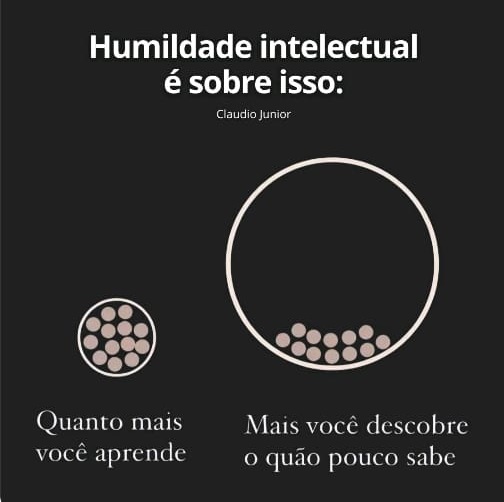 Humildade intelectual
é sobre isso:
Claudio Junior
Quanto mais
você aprende
Mais você descobre
o quão pouco sabe